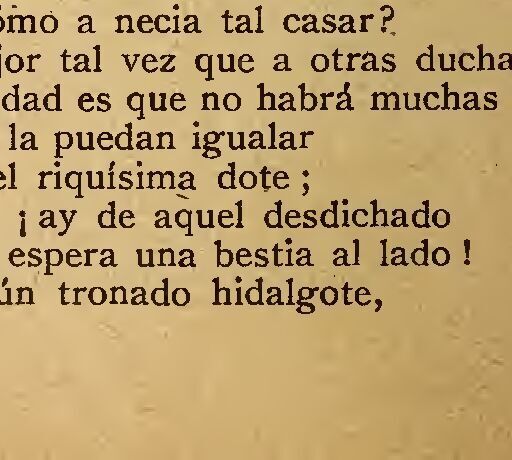 ómo a necia tal casar?
jor tal vez que a otras ducha
dad es que no habrá muchas
la puedan igualar
el riquísima dote ;
¡ ay de aquel desdichado
espera una bestia al lado !
ún tronado hidalgote,